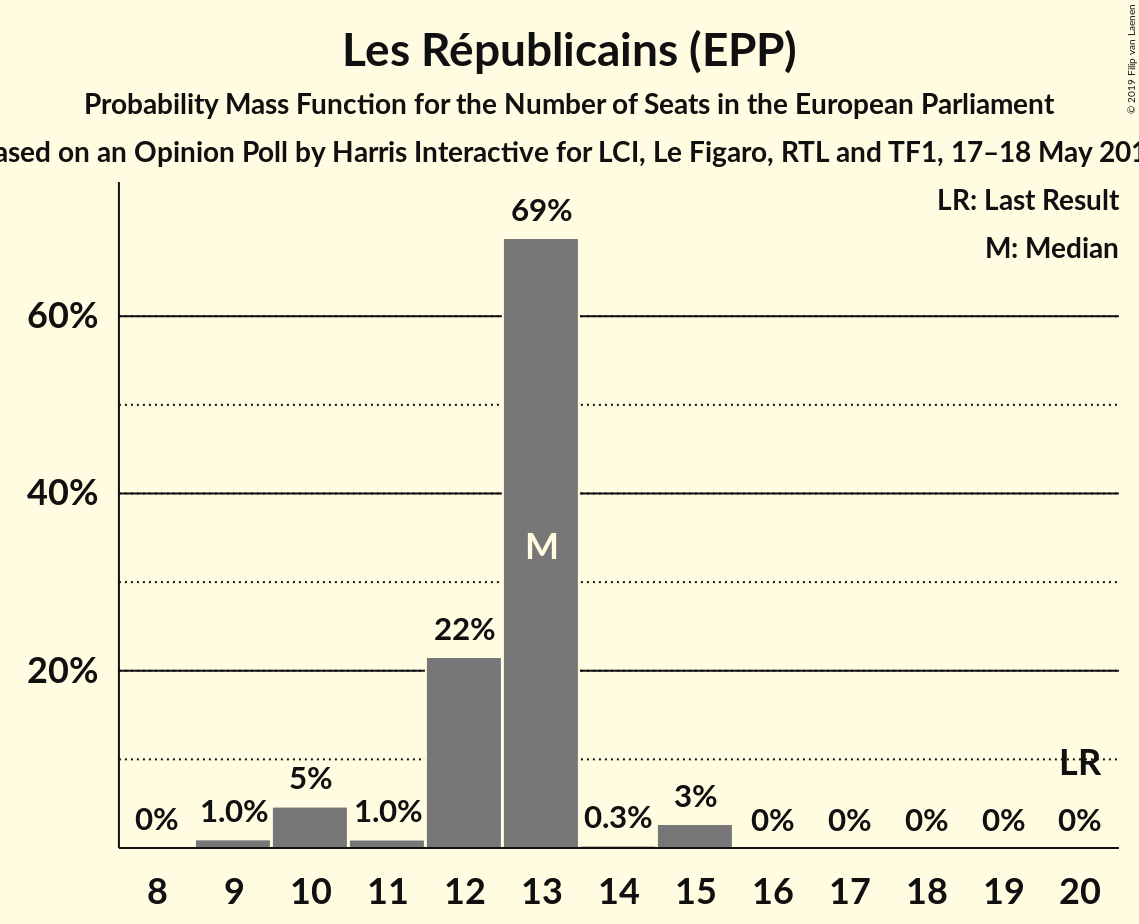 Les Républicains (EPP)
Probability Mass Function for the Number of Seats in the European Parliament
ased on an Opinion Poll by Harris Interactive for LCI, Le Figaro, RTL and TF1, 17–18 May 201
© 2019 Filip van Laenen
LR: Last Result
M: Median
69%
60%
40%
M
22%
20%
LR
5%
3%
0% 1.0% 1.0% 0.3% 0% 0% 0% 0% 0%
8 9 10 11 12 13 14 15 16 17 18 19 20